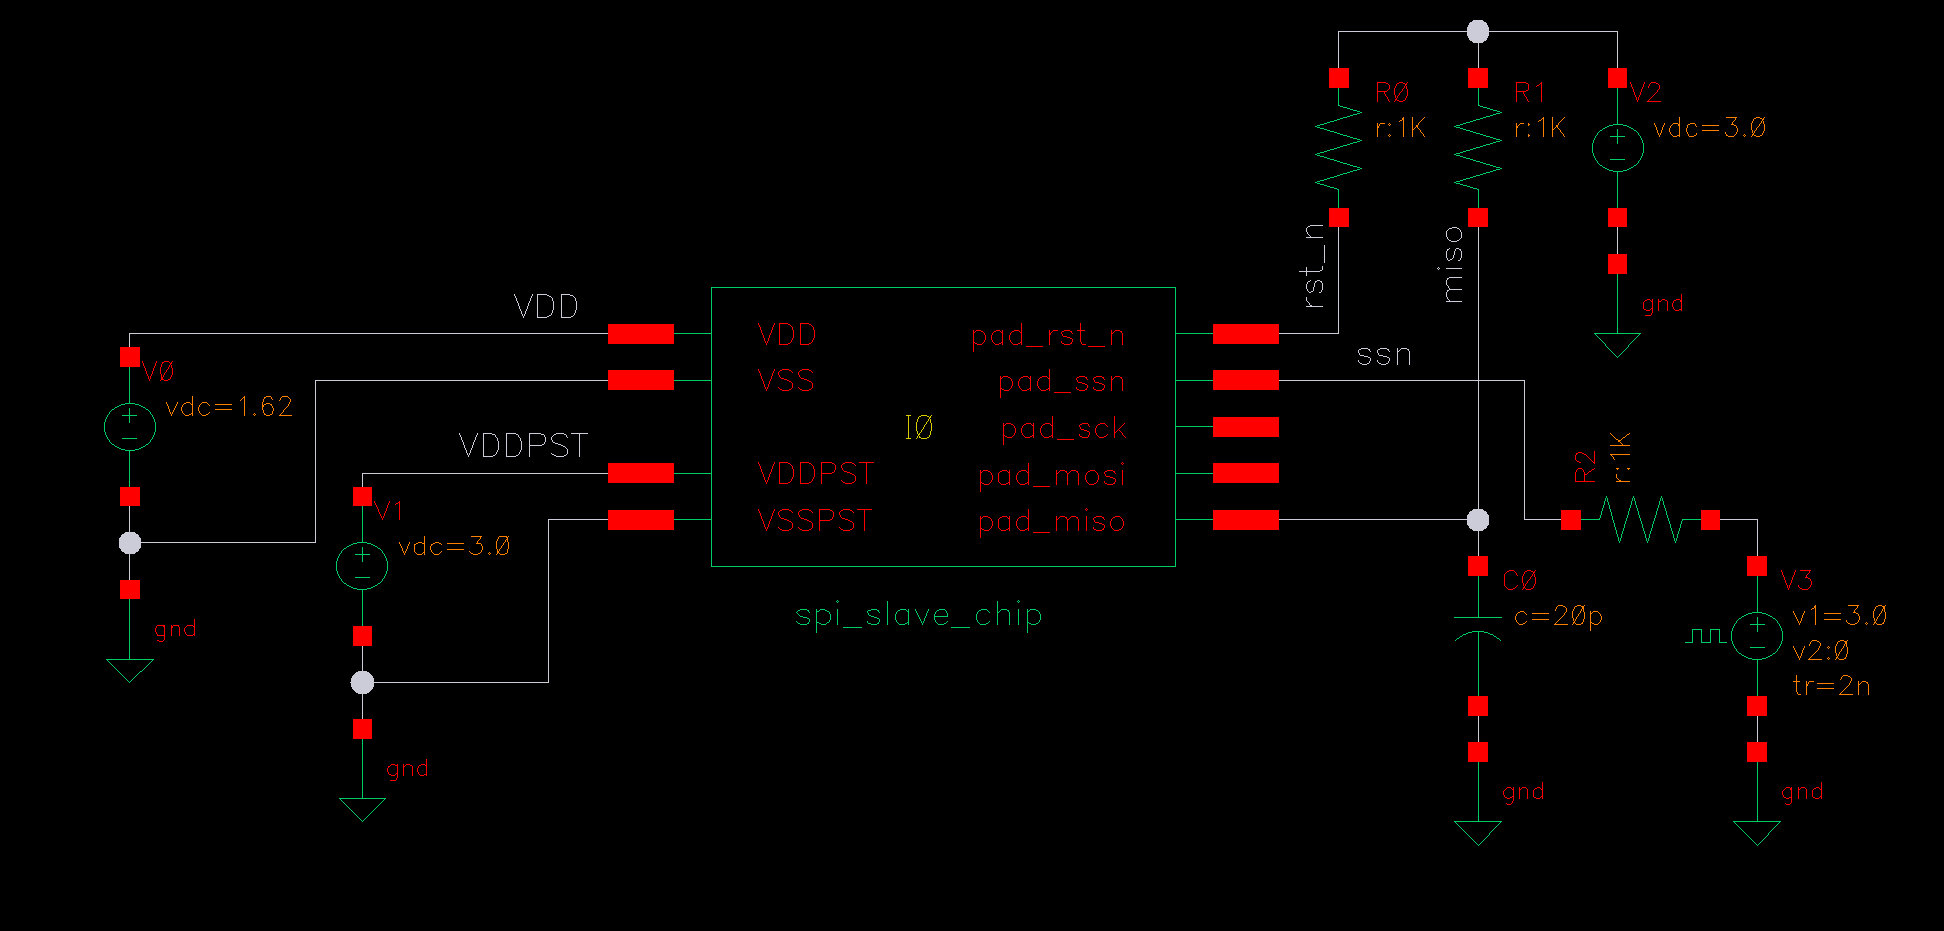 R0
r:1K
R1
r:1K
V2
vdc=3.0
rst_n
miso
gnd
VDD
VDD
pad_rst_n
ssn
V0
vdc=1.62
VSS
pad_ssn
I0
pad_sck
VDDPST
VDDPST
pad_mosi
R2
r:1K
V1
vdc=3.0
VSSPST
pad_miso
C0
c=20p
V3
v1=3.0
v2:0
tr=2n
spi_slave_chip
gnd
gnd
gnd
gnd